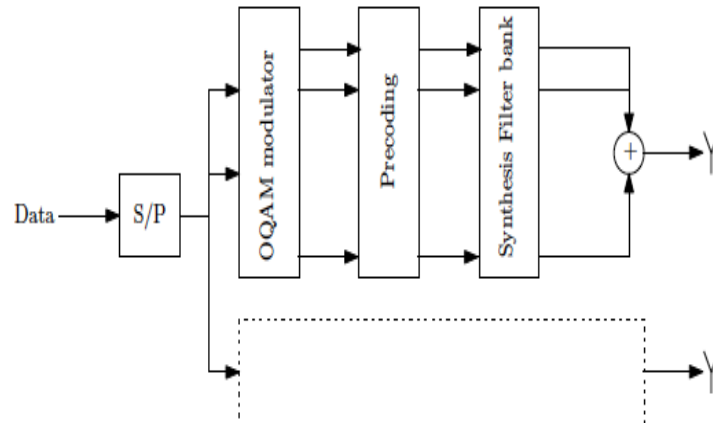 Data
S/P
OQAM modulator
Precoding
Synthesis Filter bank
+